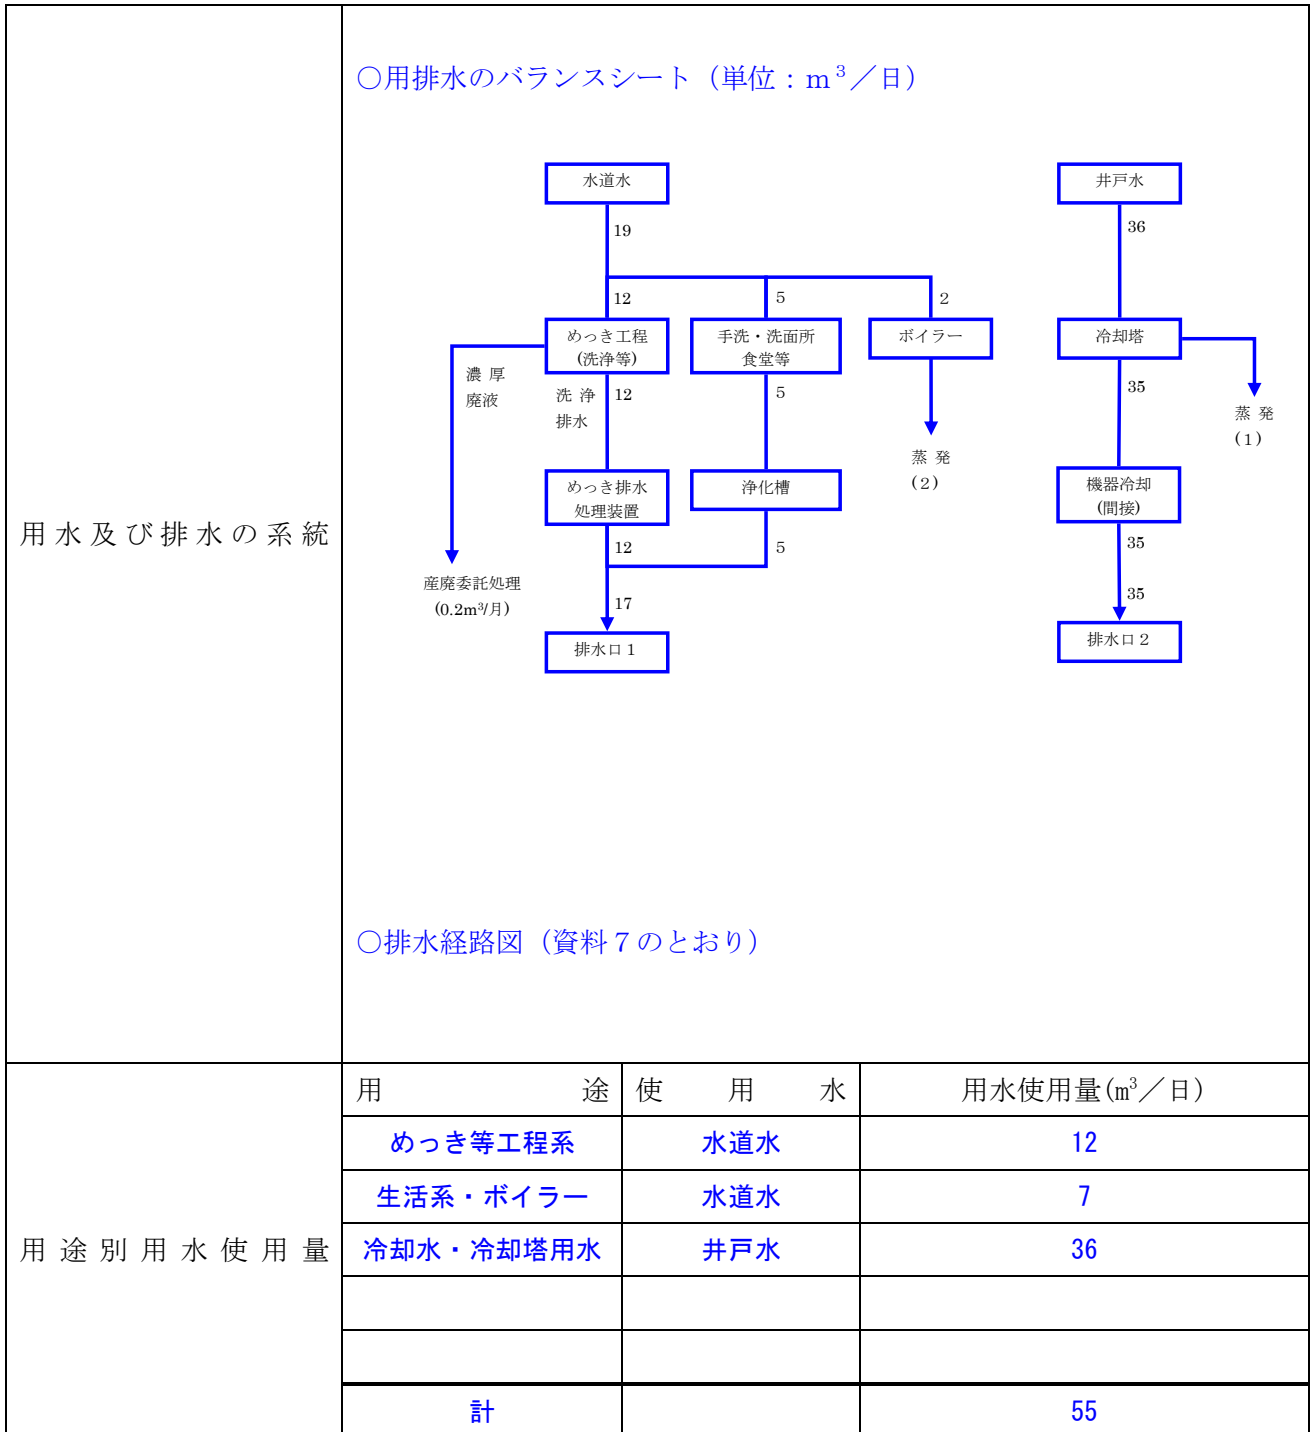 用水及び排水の系統
○用排水のバランスシート（単位：ｍ³／日）
水道水
井戸水
19
36
12
5
2
めっき工程
(洗浄等)
手洗・洗面所
食堂等
ボイラー
冷却塔
濃厚
廃液
洗浄
排水
12
5
35
蒸発
(2)
蒸発
(1)
めっき排水
処理装置
浄化槽
機器冷却
(間接)
12
5
35
産廃委託処理
(0.2m³/月)
17
35
排水口１
排水口２
○排水経路図（資料７のとおり）
用途別用水使用量
用途 使用水 用水使用量(m³／日)
めっき等工程系 水道水 12
生活系・ボイラー 水道水 7
冷却水・冷却塔用水 井戸水 36
計 55